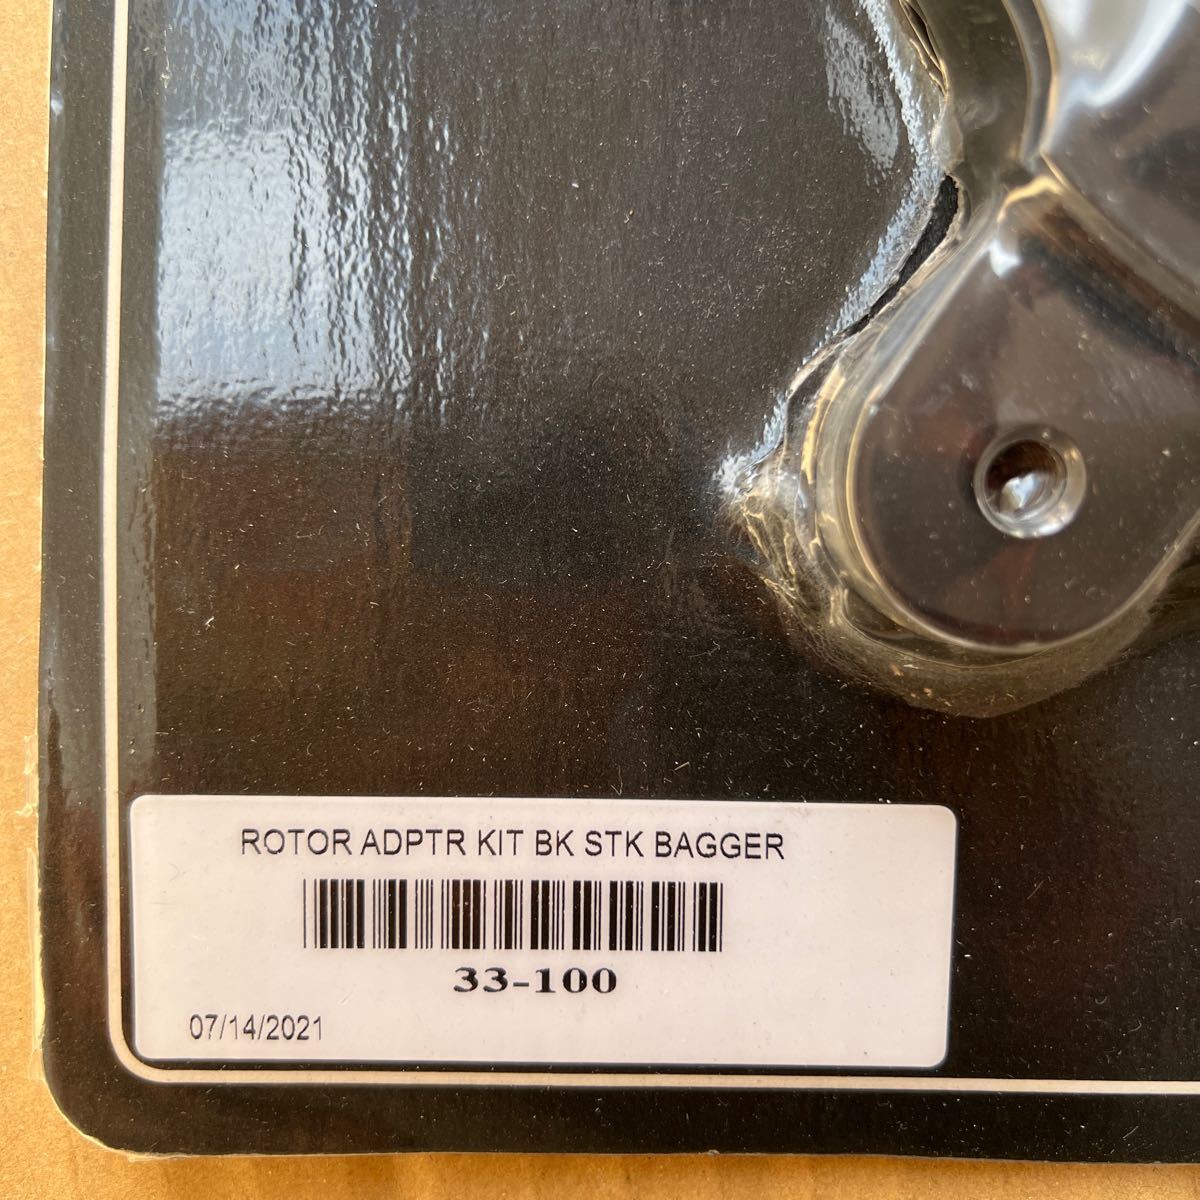 ROTOR ADPTR KIT BK STK BAGGER
33-100
07/14/2021